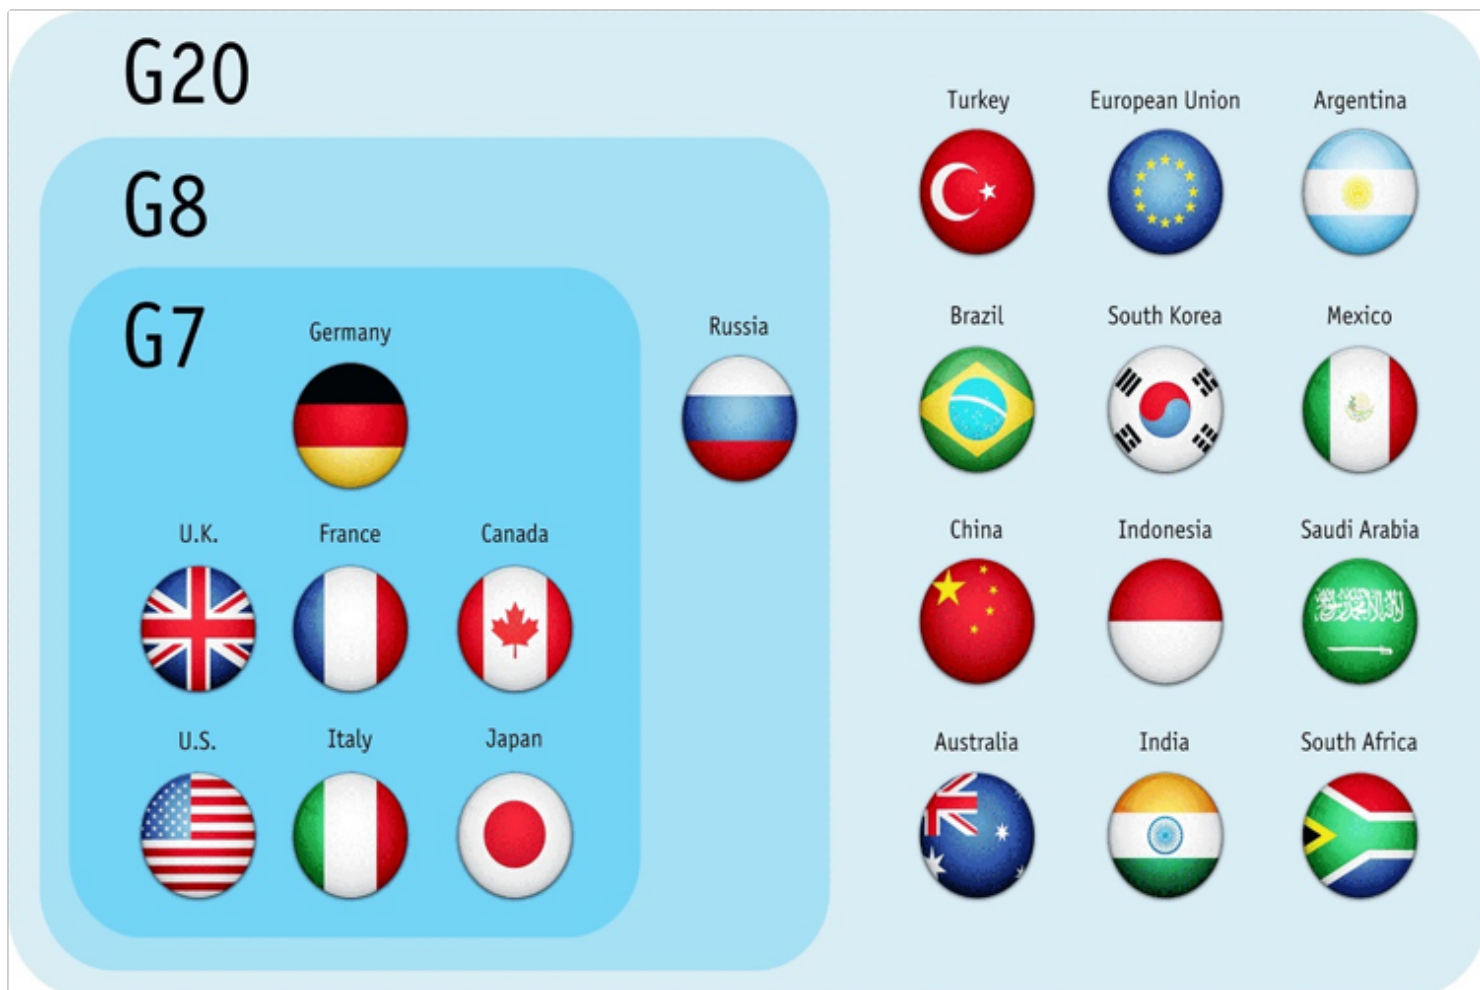 G20
G8
G7
Germany
U.K. France Canada
U.S. Italy Japan
Russia
Turkey European Union Argentina
Brazil South Korea Mexico
China Indonesia Saudi Arabia
Australia India South Africa